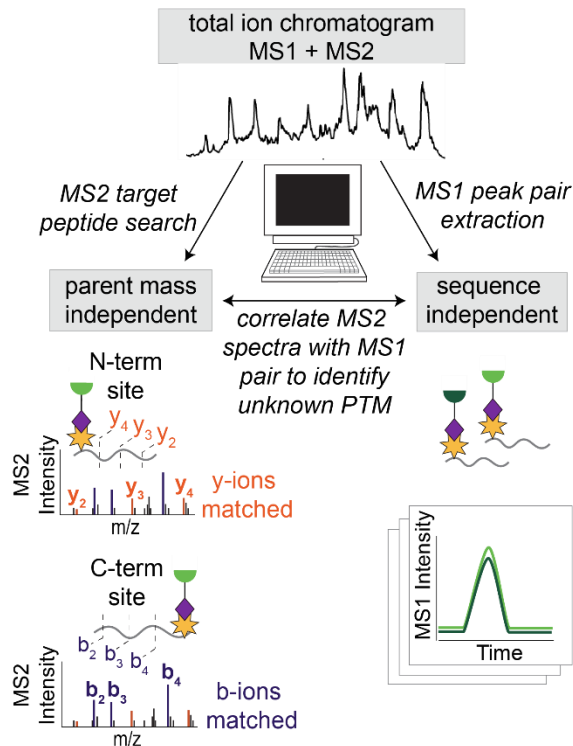 total ion chromatogram
MS1 + MS2
MS2 target
peptide search
MS1 peak pair
extraction
parent mass
independent
sequence
independent
correlate MS2
spectra with MS1
pair to identify
unknown PTM
N-term
site
y4
y3
y2
MS2
Intensity
y2
y3
y4
y-ions
matched
m/z
C-term
site
b2
b3
b4
MS2
Intensity
b2
b3
b4
b-ions
matched
m/z
MS1 Intensity
Time